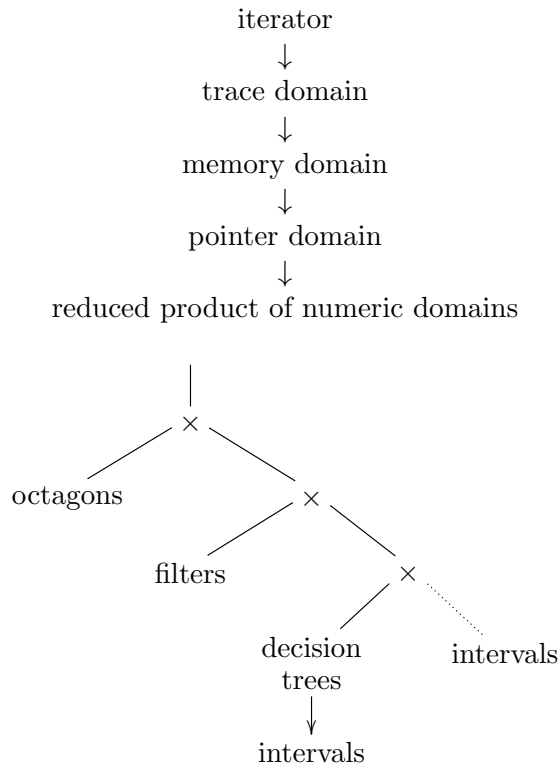 iterator
↓
trace domain
↓
memory domain
↓
pointer domain
↓
reduced product of numeric domains
×
octagons
×
filters
×
decision
trees
intervals
intervals